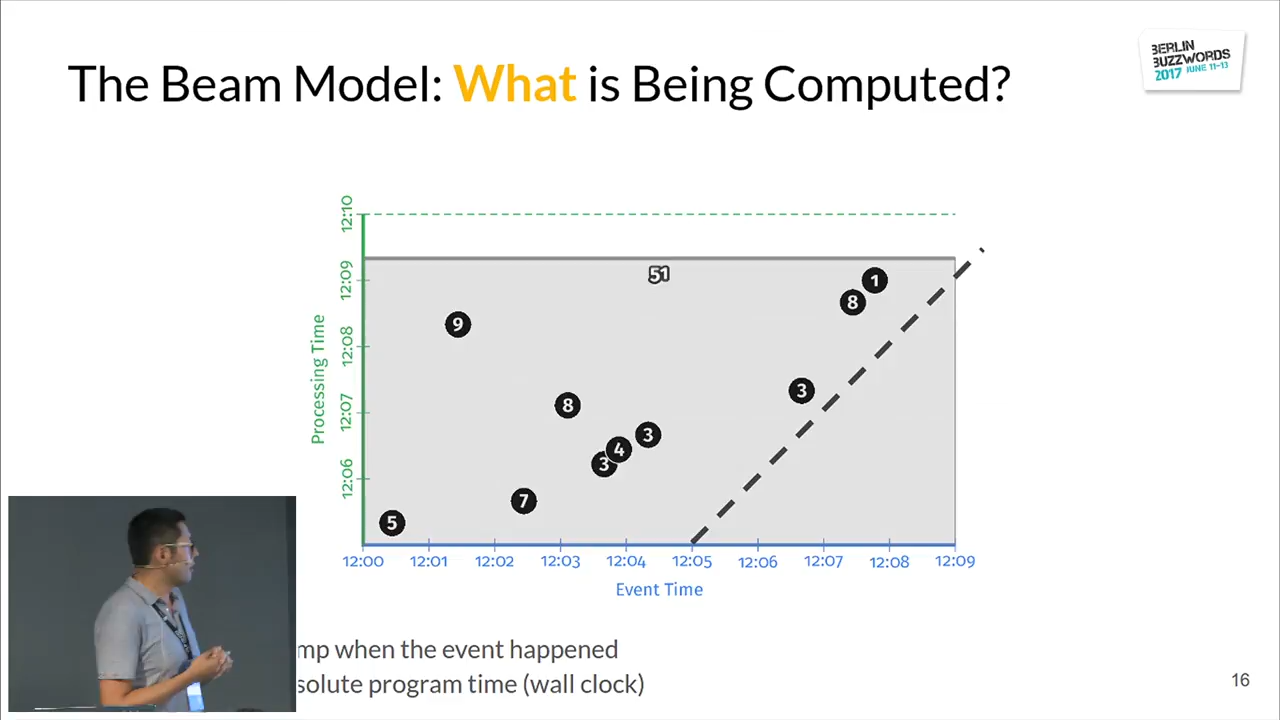 The Beam Model: What is Being Computed?
BERLIN
BUZZWORDS
2017 JUNE 11-13
12:10
12:09
12:08
12:07
12:06
Processing Time
51
1
8
9
3
8
3
4
3
7
5
12:00 12:01 12:02 12:03 12:04 12:05 12:06 12:07 12:08 12:09
Event Time
mp when the event happened
solute program time (wall clock)
16